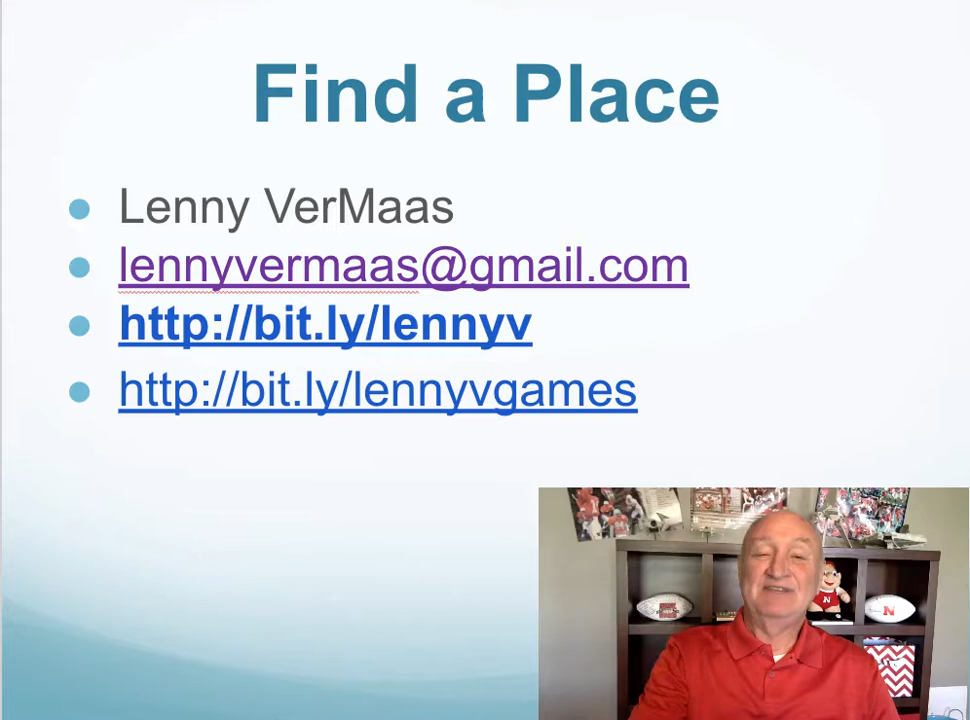 Find a Place
Lenny VerMaas
lennyvermaas@gmail.com
http://bit.ly/lennyv
http://bit.ly/lennyvgames
N
N